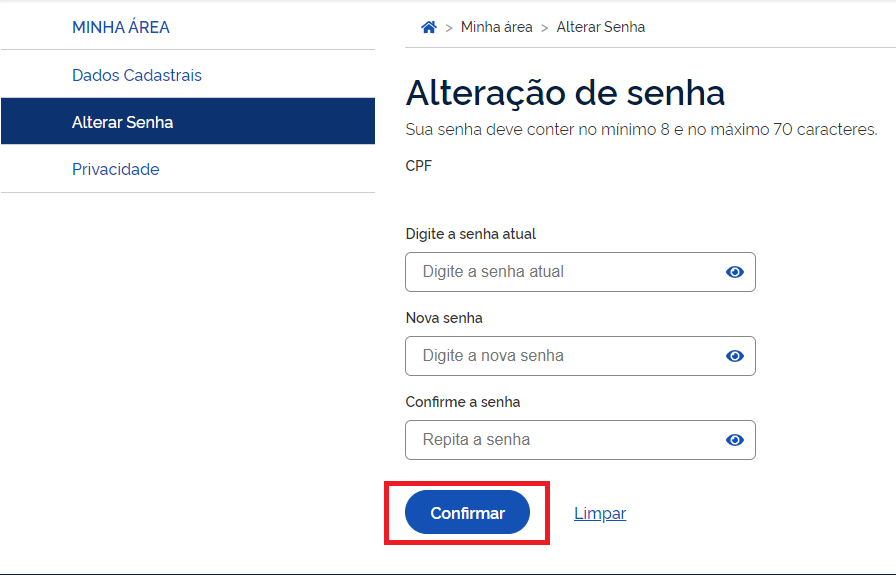 MINHA ÁREA
Dados Cadastrais
Alterar Senha
Privacidade
> Minha área > Alterar Senha
Alteração de senha
Sua senha deve conter no mínimo 8 e no máximo 70 caracteres.
CPF
Digite a senha atual
Digite a senha atual
Nova senha
Digite a nova senha
Confirme a senha
Repita a senha
Confirmar Limpar